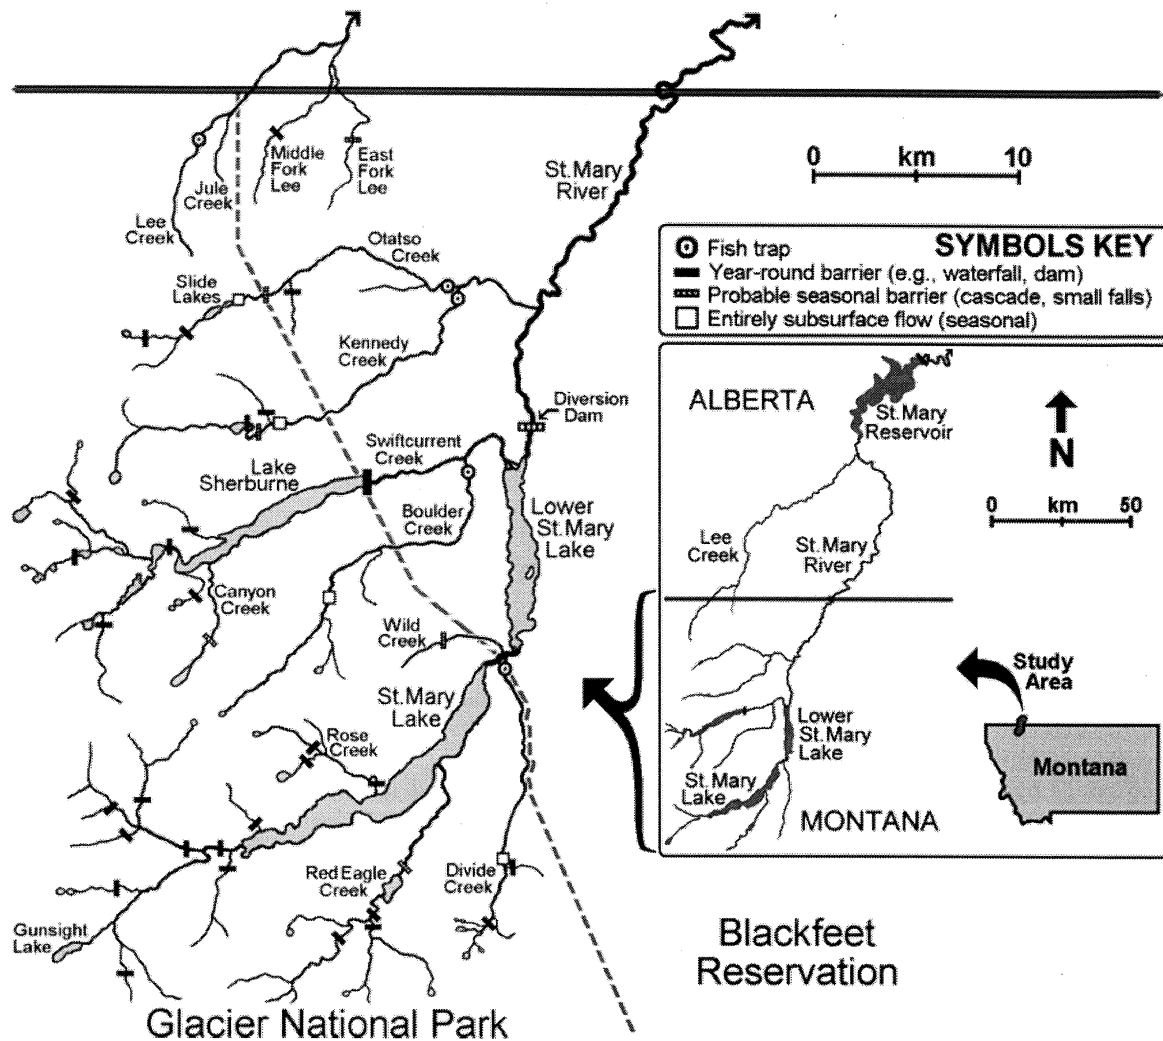 Middle
Fork
Lee
East
Fork
Lee
Jule
Creek
Lee
Creek
St.Mary
River
0 km 10
Otatso
Creek
Slide
Lakes
Kennedy
Creek
SYMBOLS KEY
Fish trap
Year-round barrier (e.g., waterfall, dam)
Probable seasonal barrier (cascade, small falls)
Entirely subsurface flow (seasonal)
Diversion
Dam
Swiftcurrent
Creek
Lake
Sherburne
Boulder
Creek
Lower
St.Mary
Lake
Canyon
Creek
Wild
Creek
St.Mary
Lake
Rose
Creek
Red Eagle
Creek
Divide
Creek
Gunsight
Lake
Glacier National Park
Blackfeet
Reservation
ALBERTA
St.Mary
Reservoir
N
0 km 50
Lee
Creek
St.Mary
River
Study
Area
Lower
St.Mary
Lake
St.Mary
Lake
MONTANA
Montana